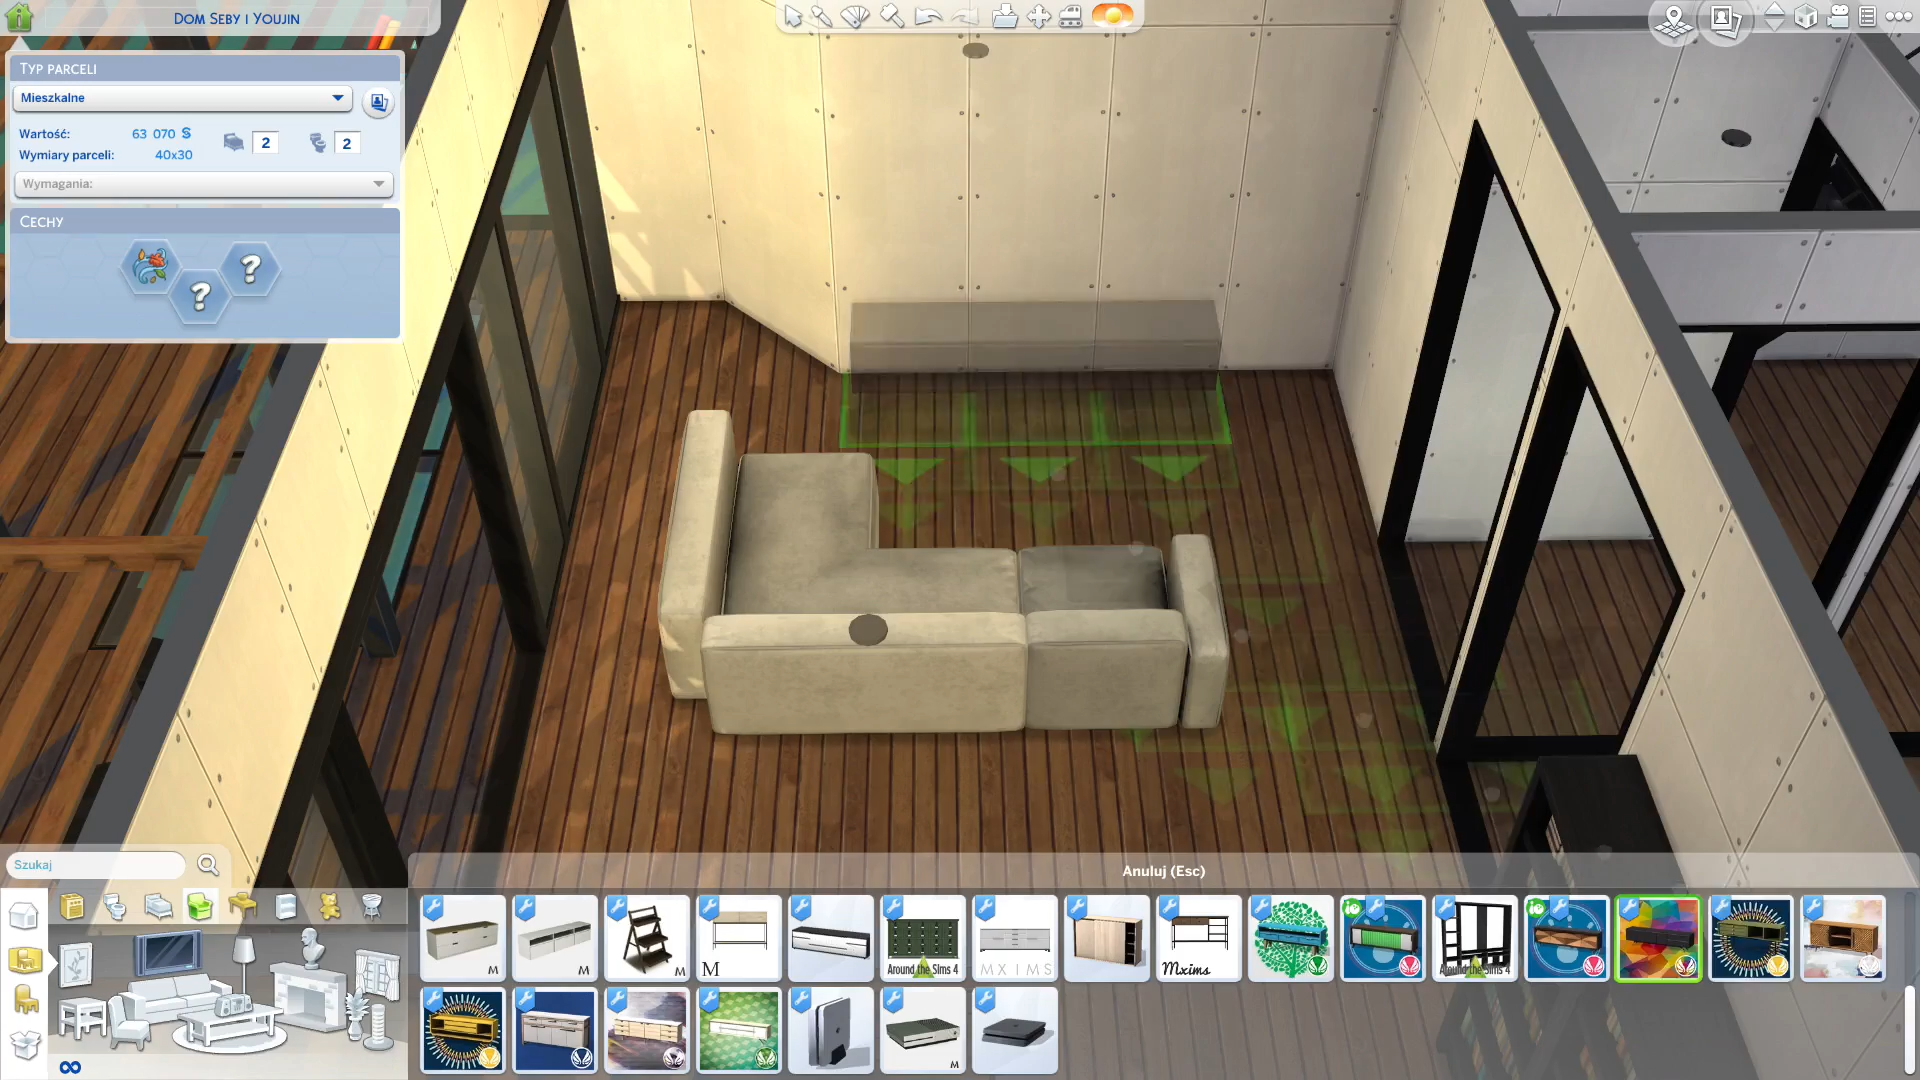 Dom Seby i Youjin
Typ parceli
Mieszkalne
Wartość: 63 070 §
2
2
Wymiary parceli: 40x30
Wymagania:
Cechy
?
?
Szukaj
Anuluj (Esc)
M
M
M
M
Around the Sims 4
MXIMS
Mxims
Around the Sims 4
M